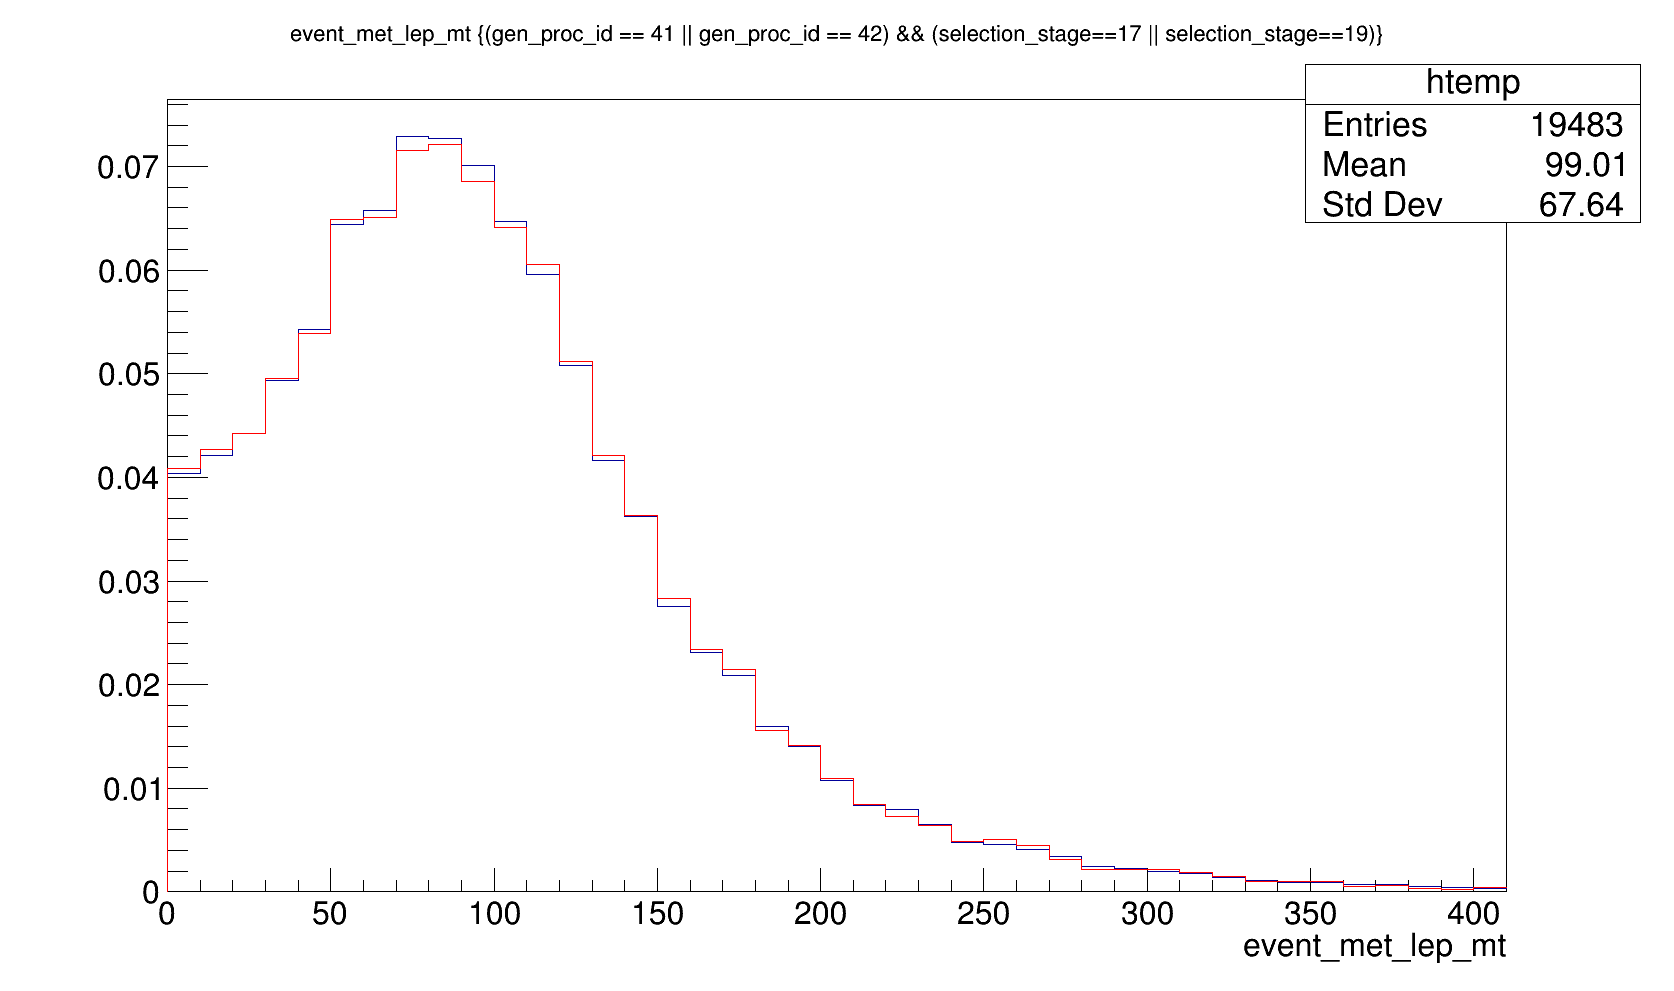 event_met_lep_mt {(gen_proc_id == 41 || gen_proc_id == 42) && (selection_stage==17 || selection_stage==19)}
htemp
Entries 19483
Mean 99.01
Std Dev 67.64
0.07
0.06
0.05
0.04
0.03
0.02
0.01
0
0 50 100 150 200 250 300 350 400
event_met_lep_mt